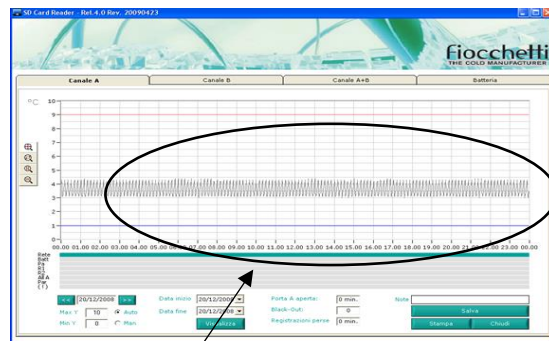 SD Card Reader - Rel.4.0 Rev. 20090423
Fiocchetti
THE COLD MANUFACTURER
Canale A Canale B Canale A+B Batteria
°C
10
9
8
7
6
5
4
3
2
1
0
00.00 01.00 02.00 03.00 04.00 05.00 06.00 07.00 08.00 09.00 10.00 11.00 12.00 13.00 14.00 15.00 16.00 17.00 18.00 19.00 20.00 21.00 22.00 23.00 00.00
Rete
Batt
Pa
R1
R2
All A
Par
( ! )
<< 20/12/2008 >> Data inizio 20/12/2008 Porta A aperta: 0 min. Note
Max Y 10 Auto Data fine 20/12/2008 Black-Out: 0 Salva
Min Y 0 Man Visualizza Registrazioni perse 0 min. Stampa Chiudi